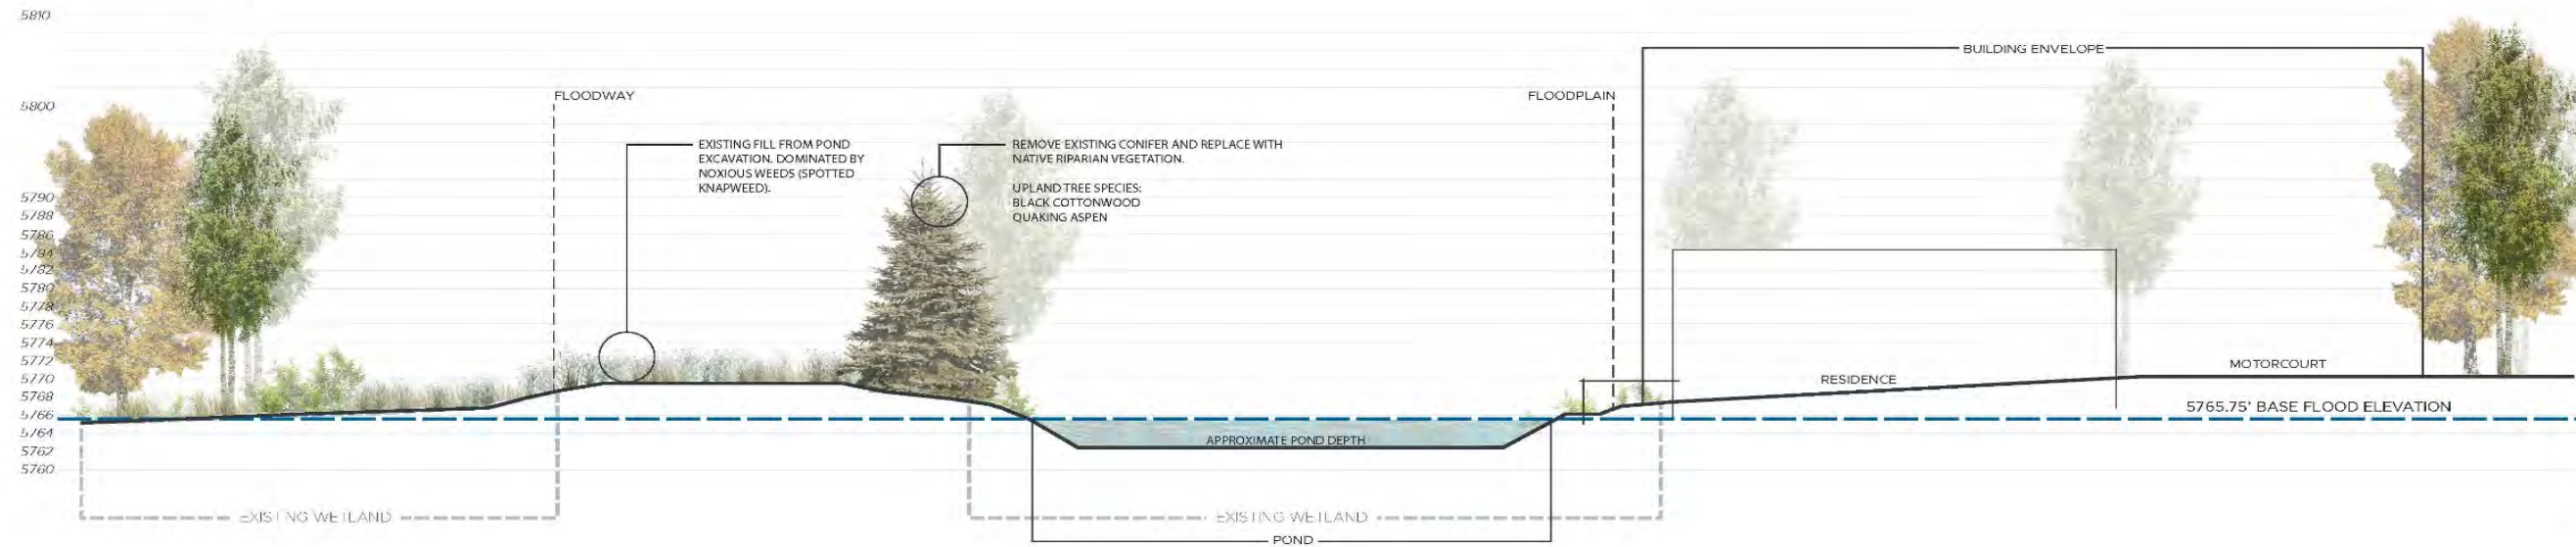 5810
5800
5790
5788
5786
5784
5782
5780
5778
5776
5774
5772
5770
5768
5766
5764
5762
5760
FLOODWAY
EXISTING FILL FROM POND
EXCAVATION. DOMINATED BY
NOXIOUS WEEDS (SPOTTED
KNAPWEED).
REMOVE EXISTING CONIFER AND REPLACE WITH
NATIVE RIPARIAN VEGETATION.
UPLAND TREE SPECIES:
BLACK COTTONWOOD
QUAKING ASPEN
FLOODPLAIN
BUILDING ENVELOPE
RESIDENCE
MOTORCOURT
5765.75' BASE FLOOD ELEVATION
APPROXIMATE POND DEPTH
EXISTING WETLAND
EXISTING WETLAND
POND